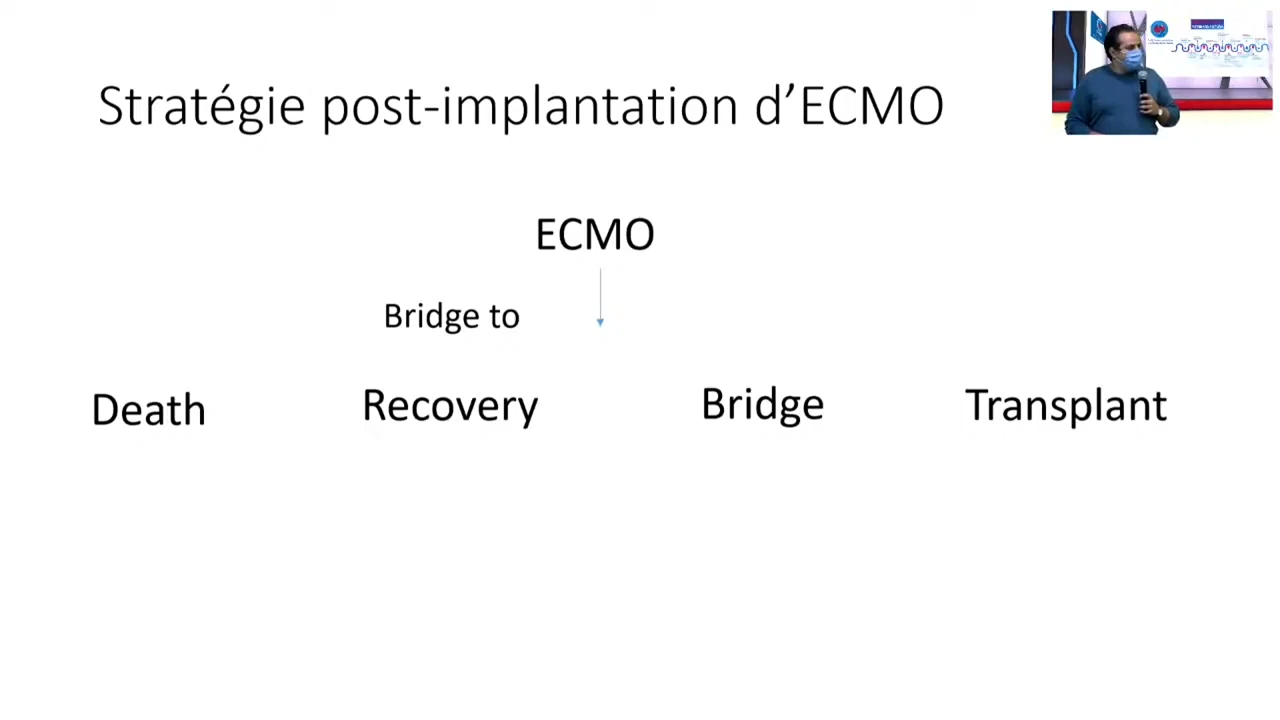 Stratégie post-implantation d’ECMO
ECMO
Bridge to
Death Recovery Bridge Transplant